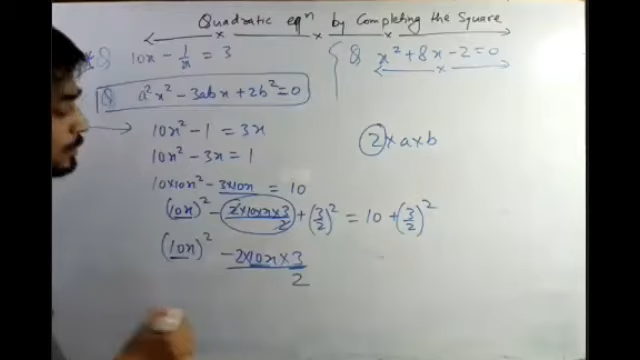 Quadratic eqⁿ by Completing the Square
Q 10x - 1/x = 3
Q x² + 8x - 2 = 0
Q a²x² - 3abx + 2b² = 0
10x² - 1 = 3x
2×a×b
10x² - 3x = 1
10×10x² - 3×10x = 10
(10x)² - 2×10x×3/2 + (3/2)² = 10 + (3/2)²
(10x)² - 2×10x×3/2